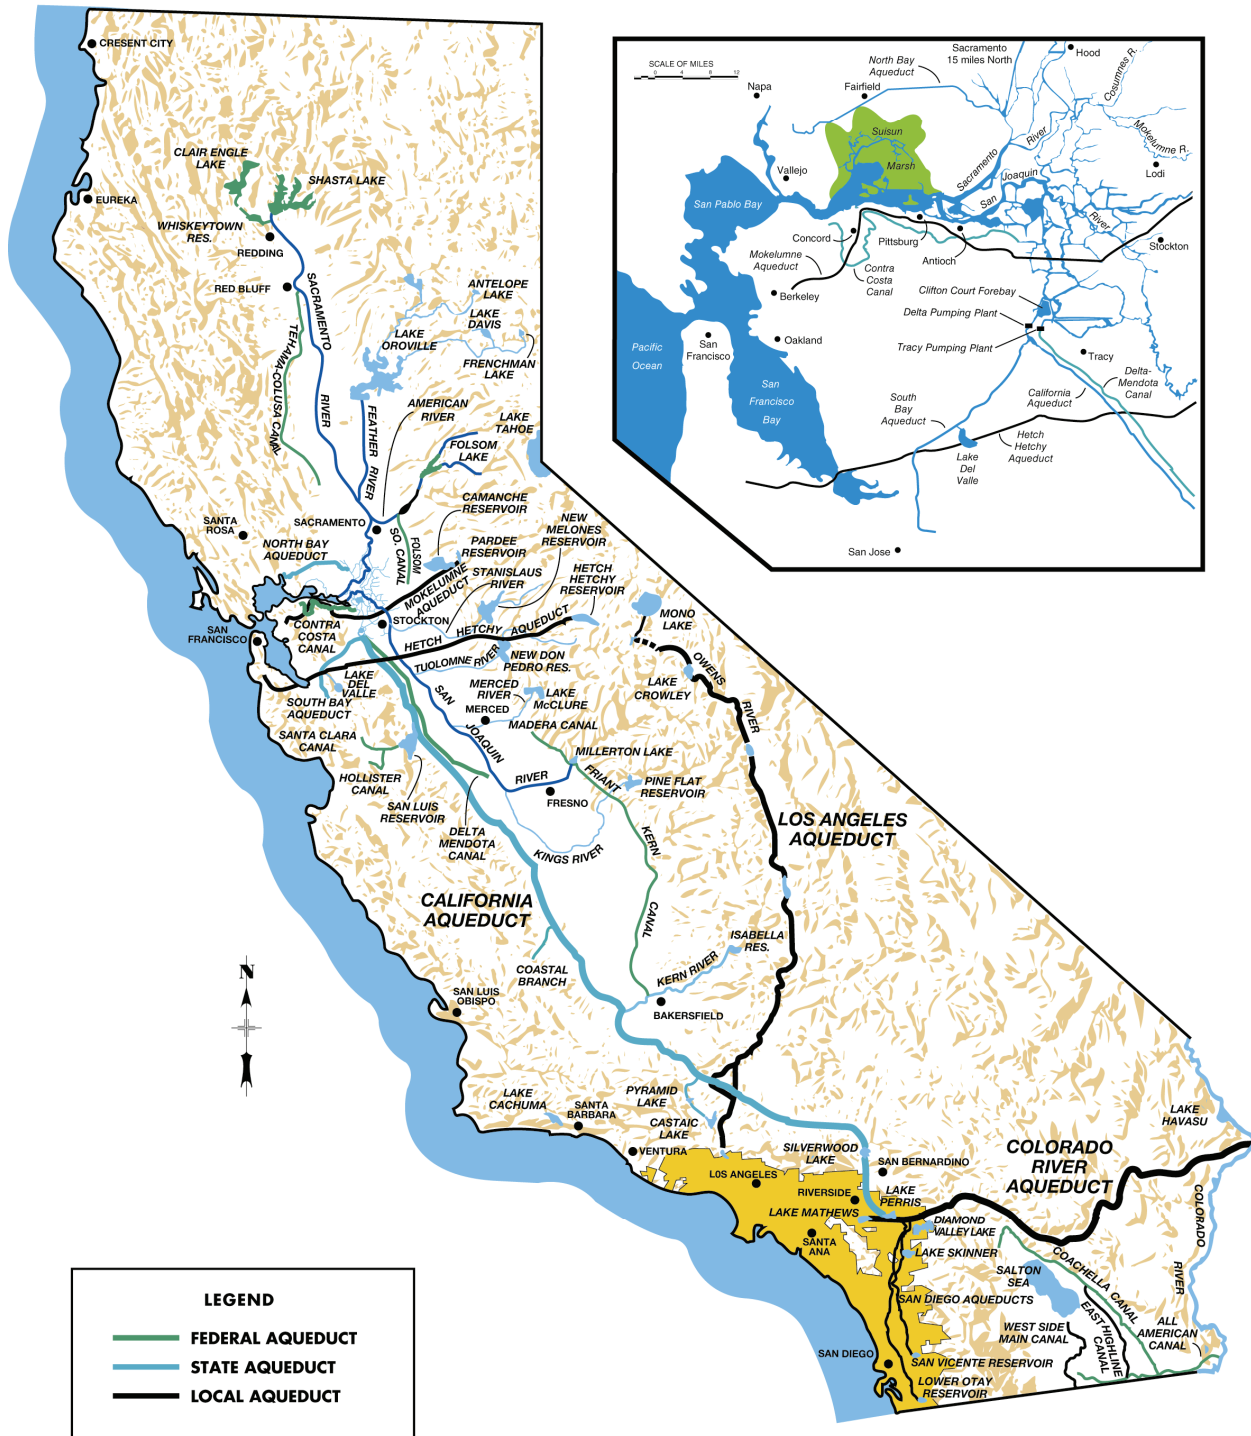 CRESENT CITY
CLAIR ENGLE
LAKE
SHASTA LAKE
EUREKA
WHISKEYTOWN
RES.
REDDING
RED BLUFF
SACRAMENTO
RIVER
TEHAMA-COLUSA CANAL
ANTELOPE
LAKE
LAKE
DAVIS
LAKE
OROVILLE
FRENCHMAN
LAKE
FEATHER
RIVER
AMERICAN
RIVER
LAKE
TAHOE
FOLSOM
LAKE
SANTA
ROSA
SACRAMENTO
FOLSOM
SO. CANAL
CAMANCHE
RESERVOIR
NEW
MELONES
RESERVOIR
NORTH BAY
AQUEDUCT
PARDEE
RESERVOIR
STANISLAUS
RIVER
HETCH
HETCHY
RESERVOIR
MOKELUMNE
AQUEDUCT
SAN
FRANCISCO
CONTRA
COSTA
CANAL
STOCKTON
HETCH HETCHY AQUEDUCT
MONO
LAKE
TUOLOMNE RIVER
NEW DON
PEDRO RES.
LAKE
DEL
VALLE
SOUTH BAY
AQUEDUCT
SAN
JOAQUIN
RIVER
MERCED
RIVER
LAKE
McCLURE
MERCED
LAKE
CROWLEY
OWENS
RIVER
SANTA CLARA
CANAL
MADERA CANAL
MILLERTON LAKE
HOLLISTER
CANAL
SAN LUIS
RESERVOIR
FRESNO
FRIANT
KERN
CANAL
PINE FLAT
RESERVOIR
DELTA
MENDOTA
CANAL
KINGS RIVER
LOS ANGELES
AQUEDUCT
CALIFORNIA
AQUEDUCT
ISABELLA
RES.
COASTAL
BRANCH
KERN RIVER
N
SAN LUIS
OBISPO
BAKERSFIELD
LAKE
CACHUMA
SANTA
BARBARA
PYRAMID
LAKE
CASTAIC
LAKE
VENTURA
SILVERWOOD
LAKE
SAN BERNARDINO
LAKE
HAVASU
COLORADO
RIVER
AQUEDUCT
LOS ANGELES
RIVERSIDE
LAKE
PERRIS
LAKE MATHEWS
SANTA
ANA
DIAMOND
VALLEY LAKE
LAKE SKINNER
COLORADO
RIVER
SALTON
SEA
COACHELLA CANAL
SAN DIEGO AQUEDUCTS
WEST SIDE
MAIN CANAL
EAST HIGHLINE
CANAL
ALL
AMERICAN
CANAL
SAN DIEGO
SAN VICENTE RESERVOIR
LOWER OTAY
RESERVOIR
LEGEND
FEDERAL AQUEDUCT
STATE AQUEDUCT
LOCAL AQUEDUCT
SCALE OF MILES
0 4 8 12
Napa
Fairfield
North Bay
Aqueduct
Sacramento
15 miles North
Hood
Cosumnes R.
Mokelumne R.
Lodi
Suisun
Marsh
Vallejo
San Pablo Bay
Sacramento
River
San
Joaquin
River
Concord
Pittsburg
Antioch
Stockton
Mokelumne
Aqueduct
Contra
Costa
Canal
Berkeley
Clifton Court Forebay
Delta Pumping Plant
Tracy Pumping Plant
Tracy
San
Francisco
Oakland
Pacific
Ocean
San
Francisco
Bay
South
Bay
Aqueduct
California
Aqueduct
Delta-
Mendota
Canal
Lake
Del
Valle
Hetch
Hetchy
Aqueduct
San Jose